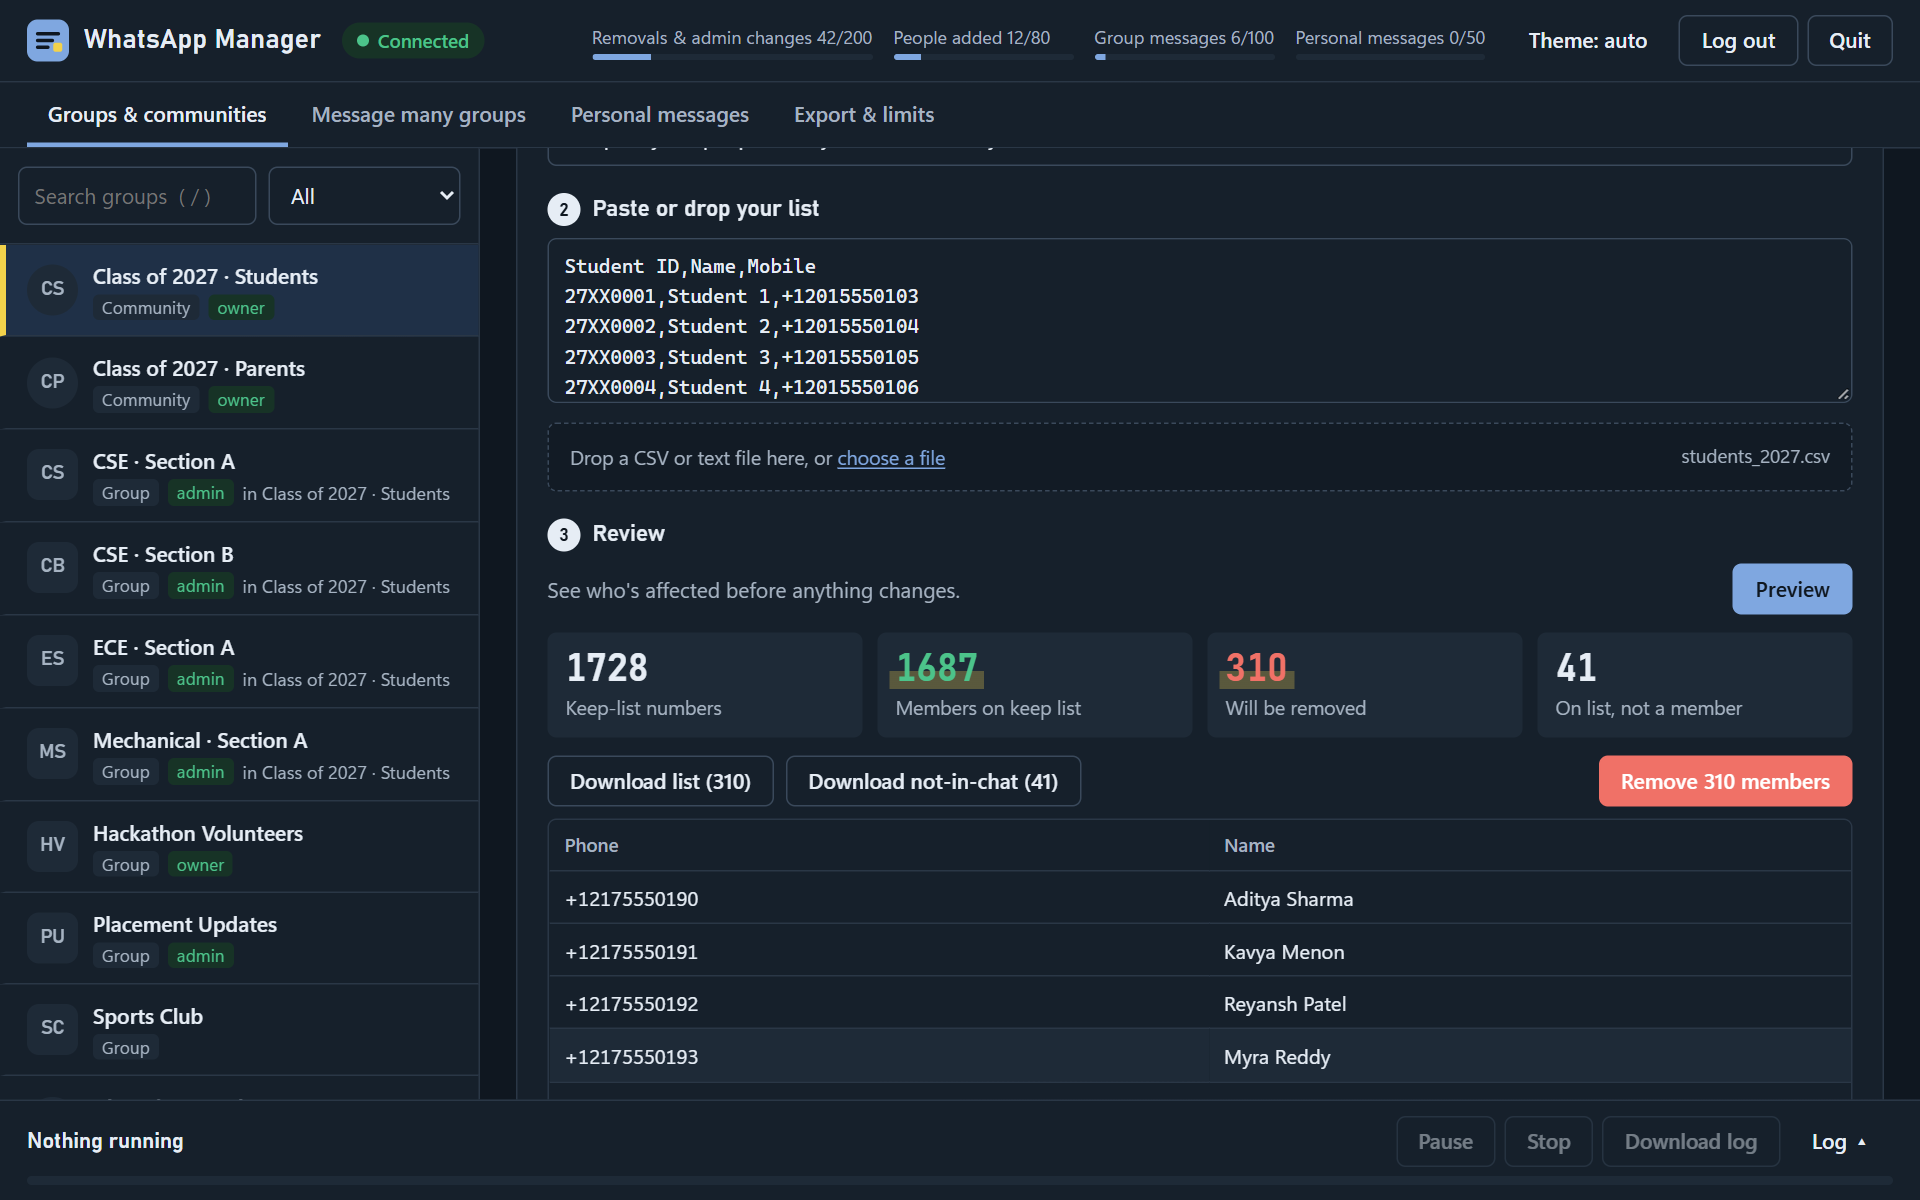 WhatsApp Manager
Connected
Removals & admin changes 42/200
People added 12/80
Group messages 6/100
Personal messages 0/50
Theme: auto
Log out
Quit
Groups & communities
Message many groups
Personal messages
Export & limits
Search groups ( / )
All
CS
Class of 2027 · Students
Community owner
CP
Class of 2027 · Parents
Community owner
CS
CSE · Section A
Group admin in Class of 2027 · Students
CB
CSE · Section B
Group admin in Class of 2027 · Students
ES
ECE · Section A
Group admin in Class of 2027 · Students
MS
Mechanical · Section A
Group admin in Class of 2027 · Students
HV
Hackathon Volunteers
Group owner
PU
Placement Updates
Group admin
SC
Sports Club
Group
2 Paste or drop your list
Student ID,Name,Mobile
27XX0001,Student 1,+12015550103
27XX0002,Student 2,+12015550104
27XX0003,Student 3,+12015550105
27XX0004,Student 4,+12015550106
Drop a CSV or text file here, or choose a file
students_2027.csv
3 Review
See who's affected before anything changes.
Preview
1728
Keep-list numbers
1687
Members on keep list
310
Will be removed
41
On list, not a member
Download list (310)
Download not-in-chat (41)
Remove 310 members
Phone Name
+12175550190 Aditya Sharma
+12175550191 Kavya Menon
+12175550192 Reyansh Patel
+12175550193 Myra Reddy
Nothing running
Pause
Stop
Download log
Log ▲